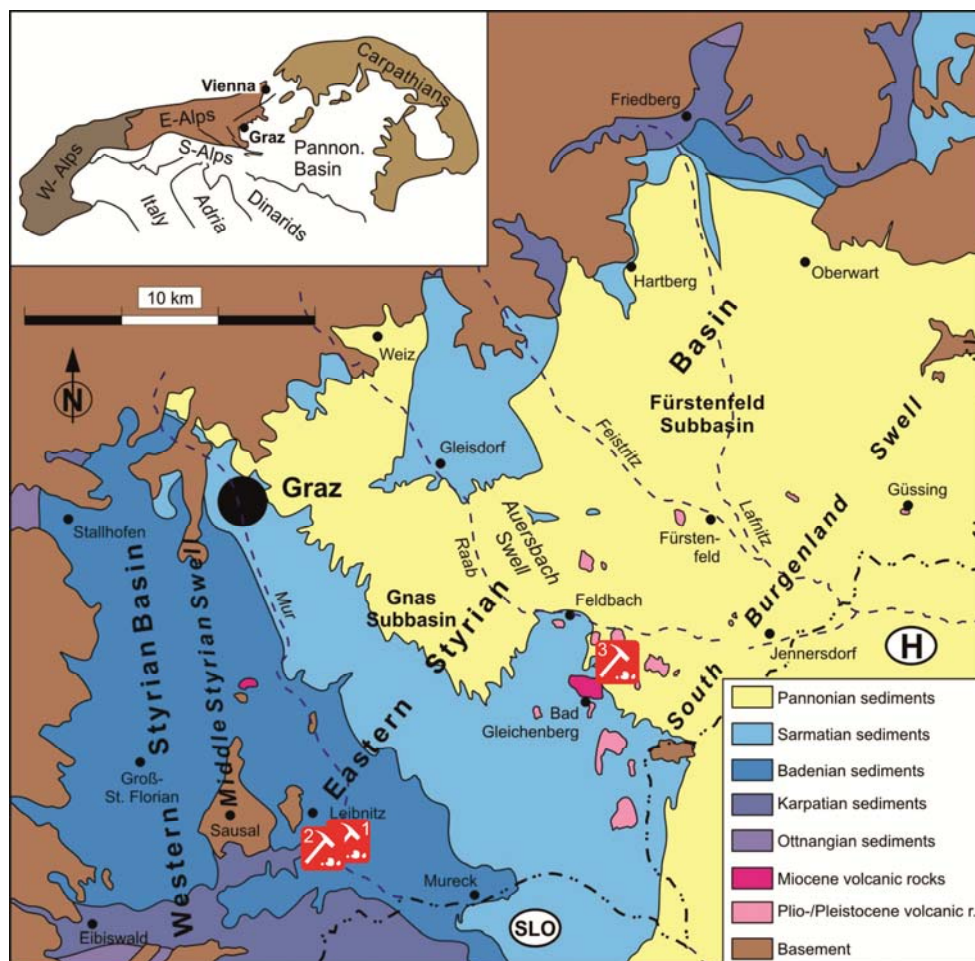 Carpathians
Vienna
E-Alps
Graz
S-Alps
Pannon.
Basin
W- Alps
Italy
Adria
Dinarids
Friedberg
10 km
N
Hartberg
Oberwart
Weiz
Basin
Fürstenfeld
Subbasin
Swell
Gleisdorf
Feistritz
Graz
Güssing
Stallhofen
Auersbach
Swell
Raab
Fürsten-
feld
Lafnitz
Burgenland
Western Styrian Basin
Middle Styrian Swell
Mur
Gnas
Subbasin
Styrian
Feldbach
Jennersdorf
H
3
South
Bad
Gleichenberg
Eastern
Groß-
St. Florian
Sausal
Leibnitz
2
1
Mureck
Eibiswald
SLO
Pannonian sediments
Sarmatian sediments
Badenian sediments
Karpatian sediments
Ottnangian sediments
Miocene volcanic rocks
Plio-/Pleistocene volcanic r.
Basement